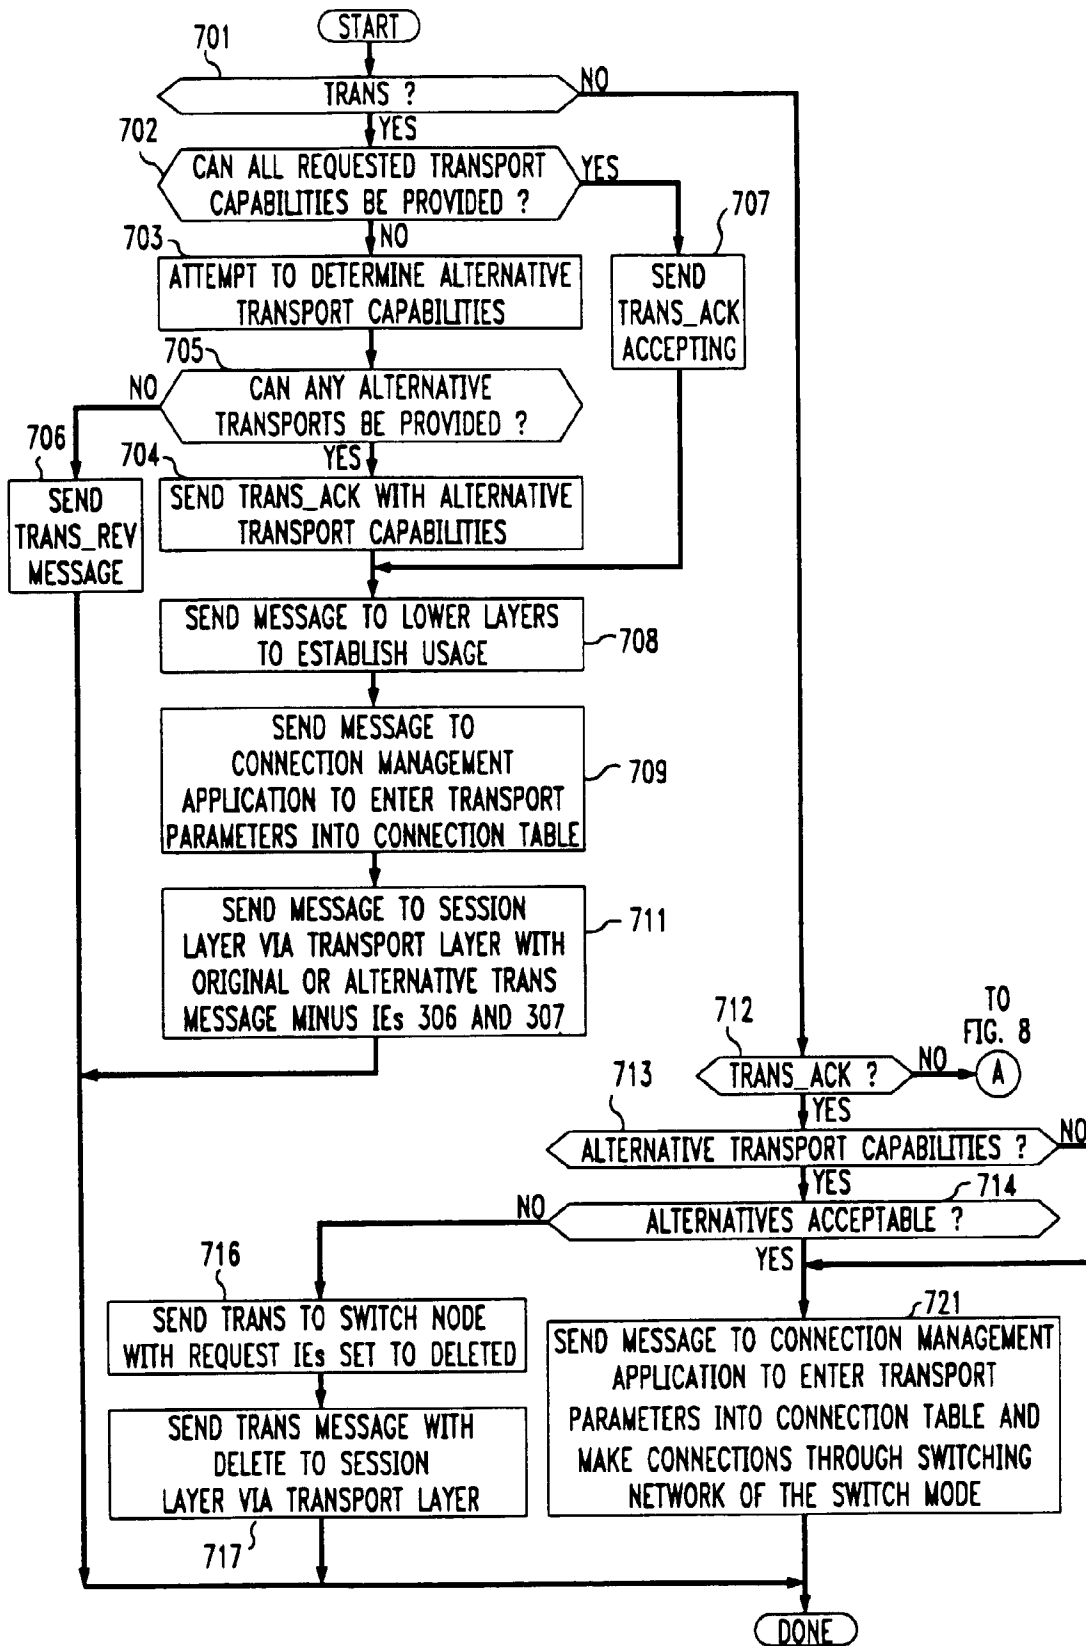 START
701
TRANS ?
NO
YES
702
CAN ALL REQUESTED TRANSPORT
CAPABILITIES BE PROVIDED ?
YES
NO
707
703
ATTEMPT TO DETERMINE ALTERNATIVE
TRANSPORT CAPABILITIES
SEND
TRANS_ACK
ACCEPTING
705
CAN ANY ALTERNATIVE
TRANSPORTS BE PROVIDED ?
NO
YES
706
SEND
TRANS_REV
MESSAGE
704
SEND TRANS_ACK WITH ALTERNATIVE
TRANSPORT CAPABILITIES
SEND MESSAGE TO LOWER LAYERS
TO ESTABLISH USAGE
708
SEND MESSAGE TO
CONNECTION MANAGEMENT
APPLICATION TO ENTER TRANSPORT
PARAMETERS INTO CONNECTION TABLE
709
SEND MESSAGE TO SESSION
LAYER VIA TRANSPORT LAYER WITH
ORIGINAL OR ALTERNATIVE TRANS
MESSAGE MINUS IEs 306 AND 307
711
712
TRANS_ACK ?
NO
TO
FIG. 8
A
YES
713
ALTERNATIVE TRANSPORT CAPABILITIES ?
NO
YES
714
ALTERNATIVES ACCEPTABLE ?
NO
YES
716
SEND TRANS TO SWITCH NODE
WITH REQUEST IEs SET TO DELETED
SEND TRANS MESSAGE WITH
DELETE TO SESSION
LAYER VIA TRANSPORT LAYER
717
721
SEND MESSAGE TO CONNECTION MANAGEMENT
APPLICATION TO ENTER TRANSPORT
PARAMETERS INTO CONNECTION TABLE AND
MAKE CONNECTIONS THROUGH SWITCHING
NETWORK OF THE SWITCH MODE
DONE